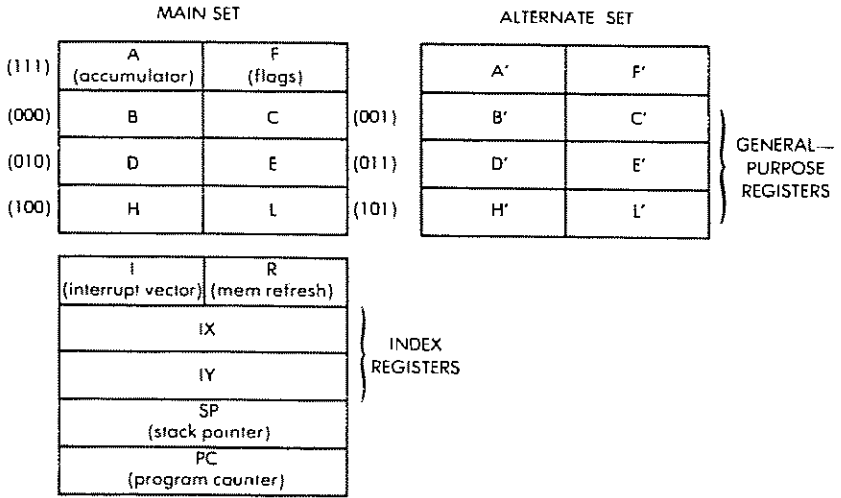 MAIN SET
ALTERNATE SET
(111)
A
(accumulator)
F
(flags)
A′
F′
(000)
B
C
(001)
B′
C′
(010)
D
E
(011)
D′
E′
(100)
H
L
(101)
H′
L′
GENERAL—
PURPOSE
REGISTERS
I
(interrupt vector)
R
(mem refresh)
IX
IY
INDEX
REGISTERS
SP
(stack pointer)
PC
(program counter)